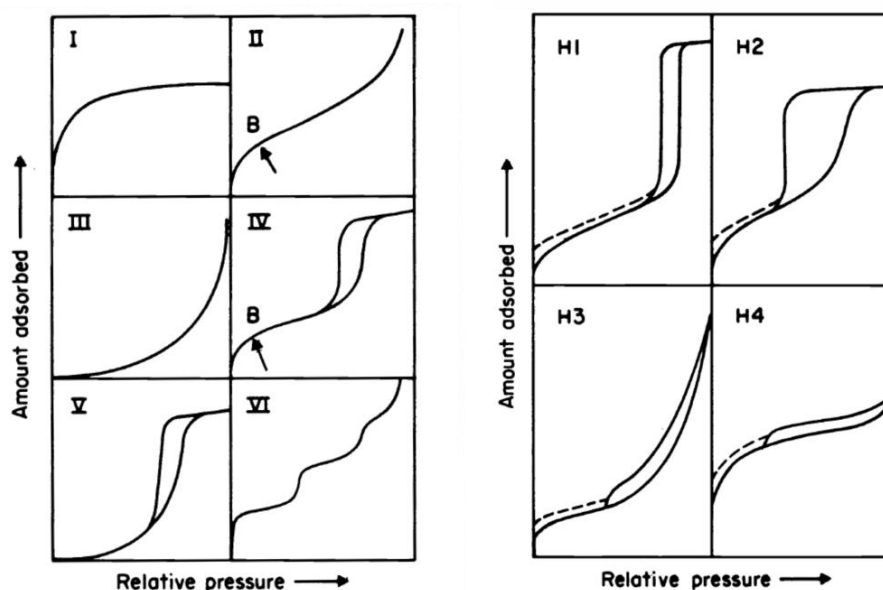 I
II
B
III
IV
B
V
VI
Amount adsorbed
Relative pressure
H1
H2
H3
H4
Amount adsorbed
Relative pressure